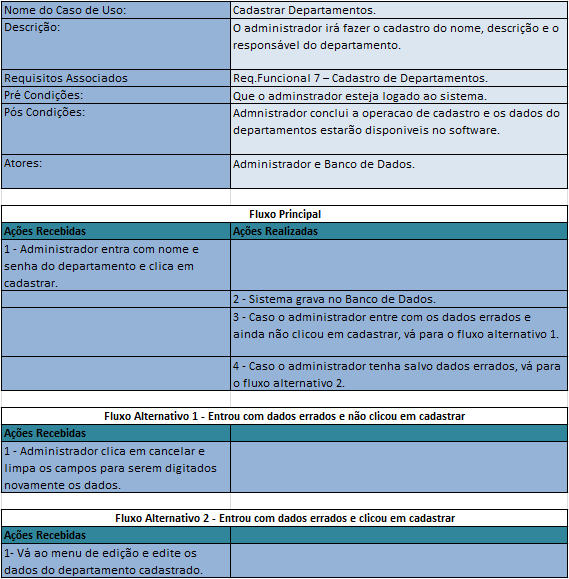 Nome do Caso de Uso: Cadastrar Departamentos.
Descrição: O administrador irá fazer o cadastro do nome, descrição e o
responsável do departamento.
Requisitos Associados Req.Funcional 7 – Cadastro de Departamentos.
Pré Condições: Que o adminstrador esteja logado ao sistema.
Pós Condições: Admnistrador conclui a operacao de cadastro e os dados do
departamentos estarão disponiveis no software.
Atores: Administrador e Banco de Dados.
Fluxo Principal
Ações Recebidas Ações Realizadas
1 - Administrador entra com nome e
senha do departamento e clica em
cadastrar.
2 - Sistema grava no Banco de Dados.
3 - Caso o administrador entre com os dados errados e
ainda não clicou em cadastrar, vá para o fluxo alternativo 1.
4 - Caso o administrador tenha salvo dados errados, vá para
o fluxo alternativo 2.
Fluxo Alternativo 1 - Entrou com dados errados e não clicou em cadastrar
Ações Recebidas
1 - Administrador clica em cancelar e
limpa os campos para serem digitados
novamente os dados.
Fluxo Alternativo 2 - Entrou com dados errados e clicou em cadastrar
Ações Recebidas
1- Vá ao menu de edição e edite os
dados do departamento cadastrado.